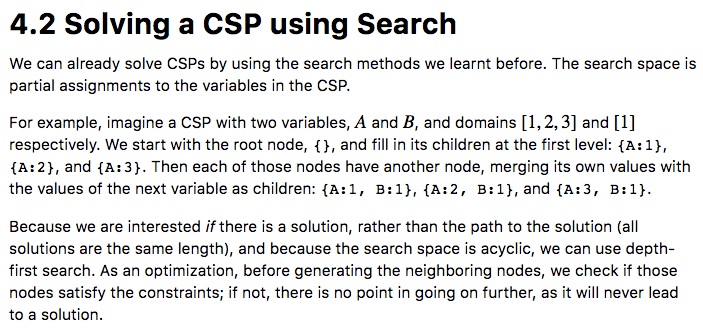 4.2 Solving a CSP using Search
We can already solve CSPs by using the search methods we learnt before. The search space is
partial assignments to the variables in the CSP.
For example, imagine a CSP with two variables, A and B, and domains [1, 2, 3] and [1]
respectively. We start with the root node, {}, and fill in its children at the first level: {A:1},
{A:2}, and {A:3}. Then each of those nodes have another node, merging its own values with
the values of the next variable as children: {A:1, B:1}, {A:2, B:1}, and {A:3, B:1}.
Because we are interested if there is a solution, rather than the path to the solution (all
solutions are the same length), and because the search space is acyclic, we can use depth-
first search. As an optimization, before generating the neighboring nodes, we check if those
nodes satisfy the constraints; if not, there is no point in going on further, as it will never lead
to a solution.